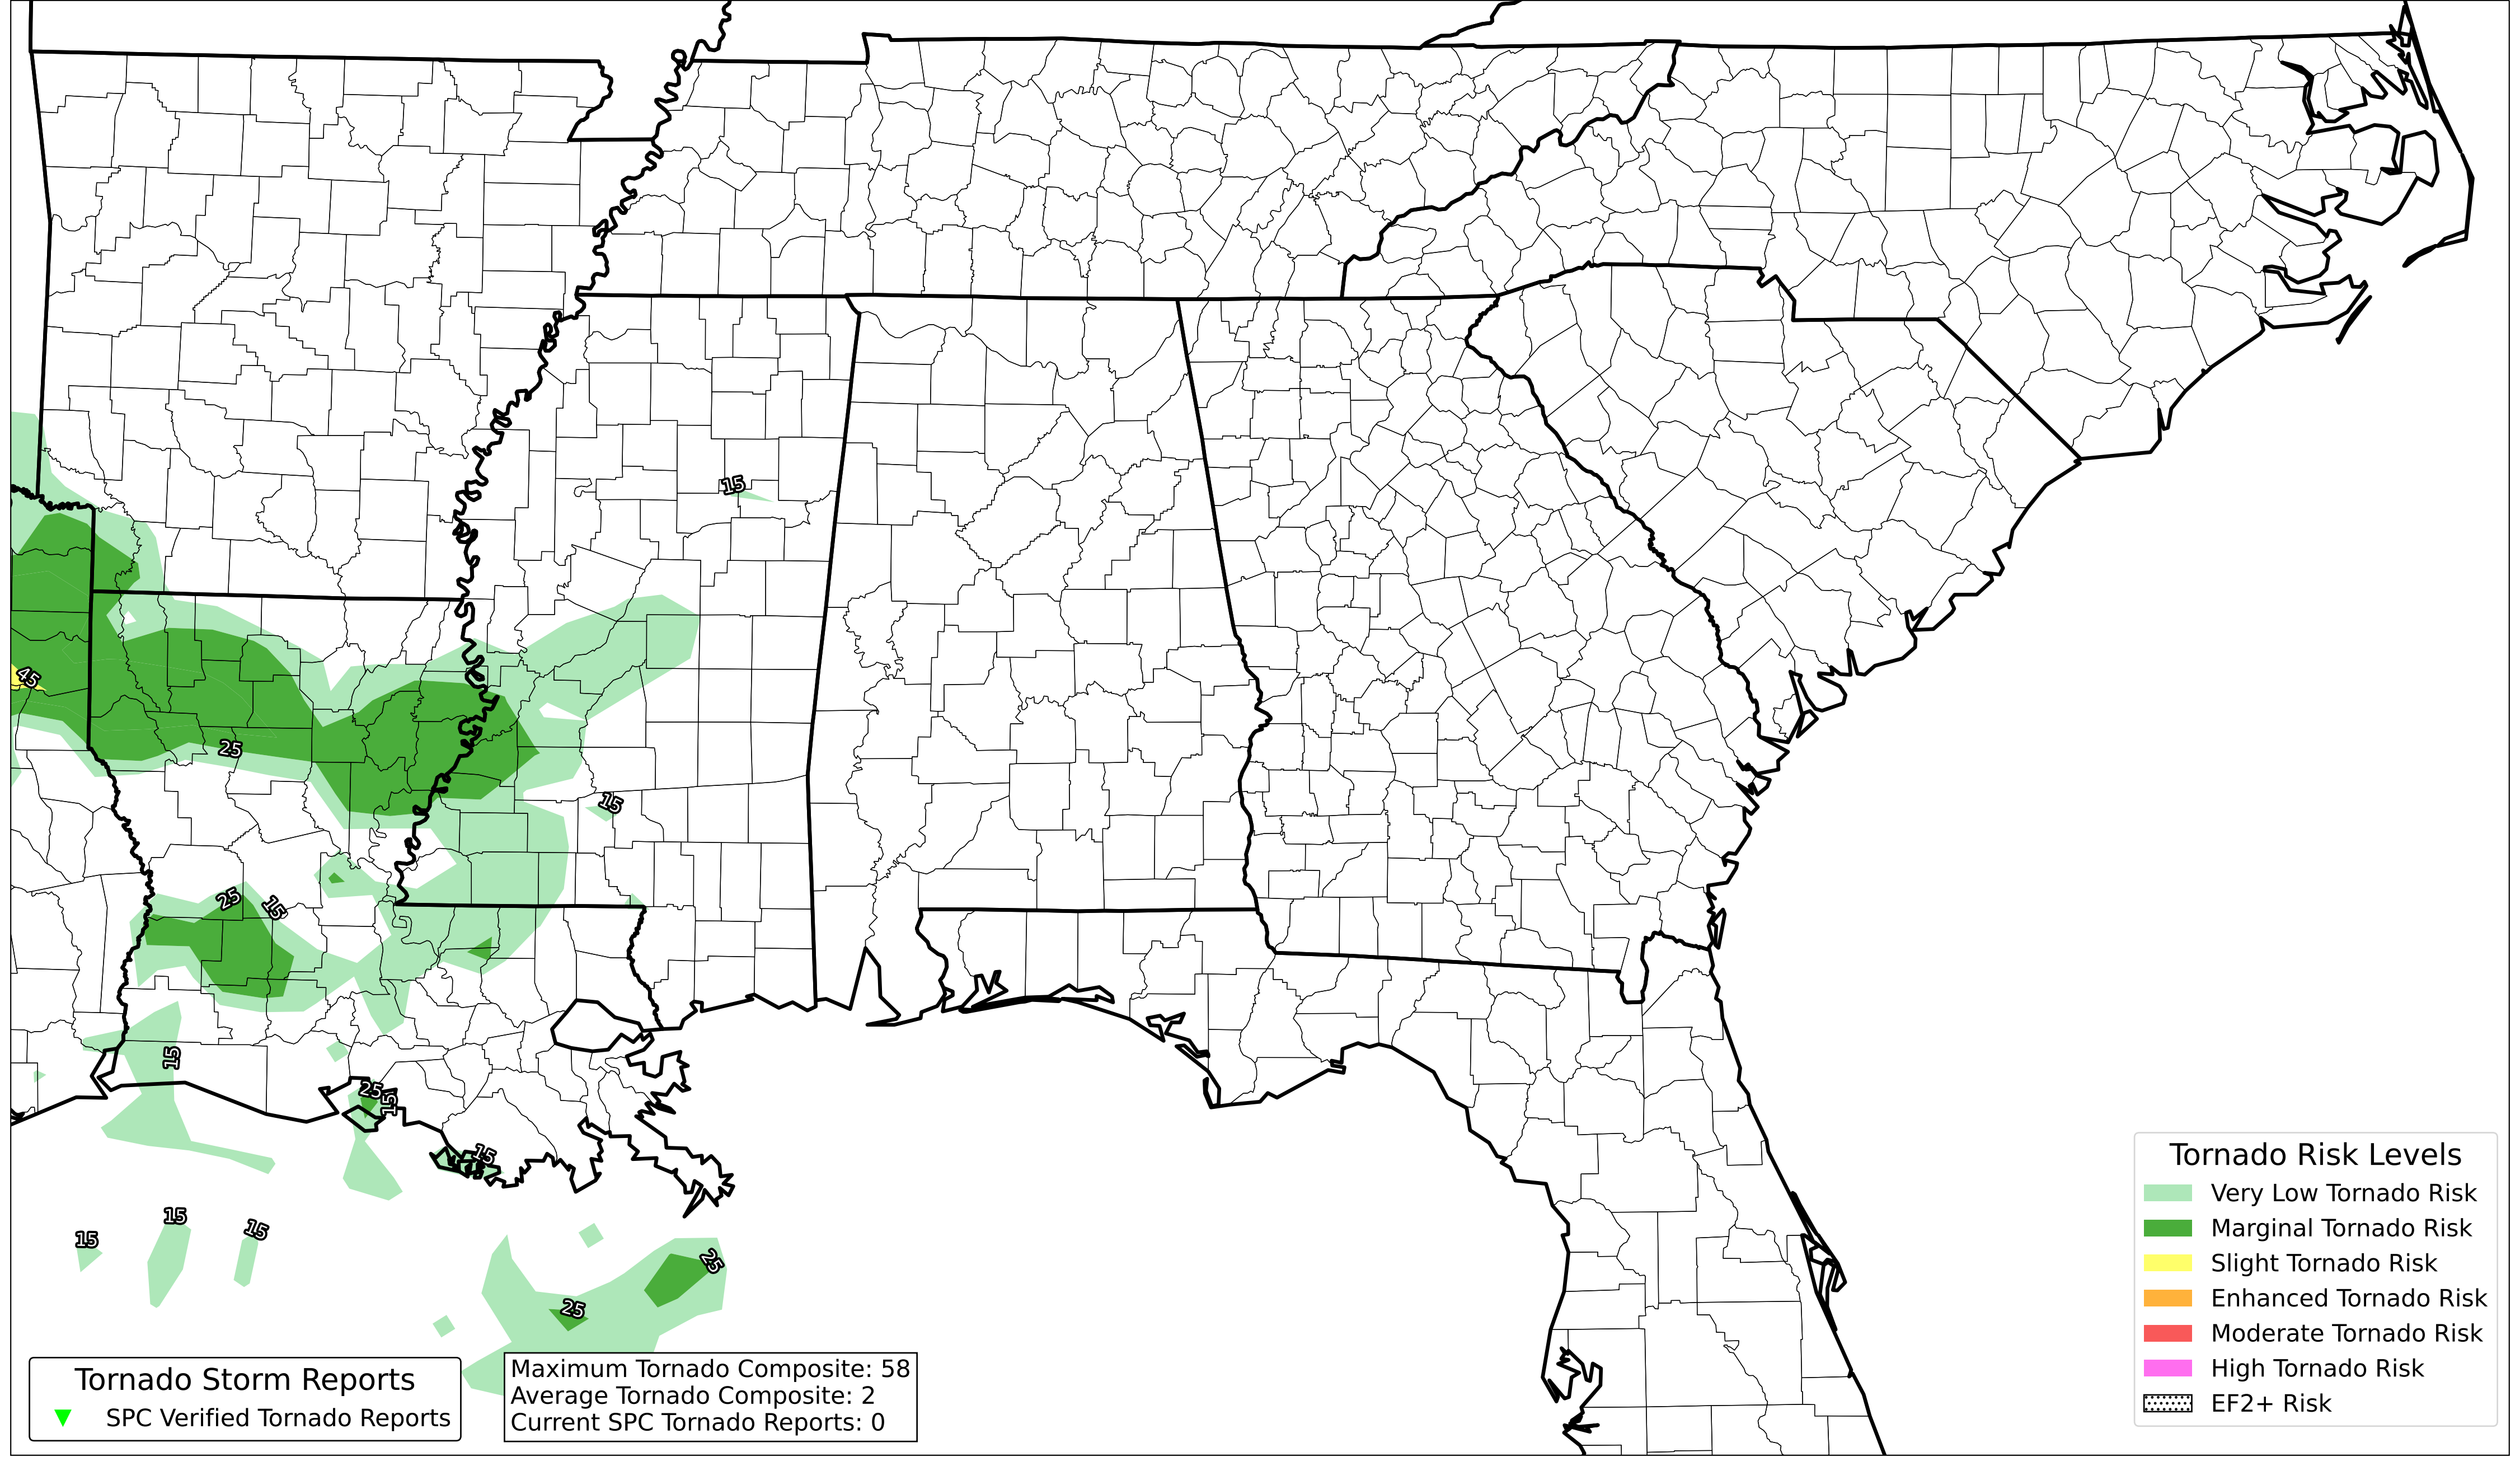 15
45
25
15
25
15
15
25
15
15
15
15
15
25
25
Tornado Risk Levels
Very Low Tornado Risk
Marginal Tornado Risk
Slight Tornado Risk
Enhanced Tornado Risk
Moderate Tornado Risk
High Tornado Risk
EF2+ Risk
Tornado Storm Reports
SPC Verified Tornado Reports
Maximum Tornado Composite: 58
Average Tornado Composite: 2
Current SPC Tornado Reports: 0